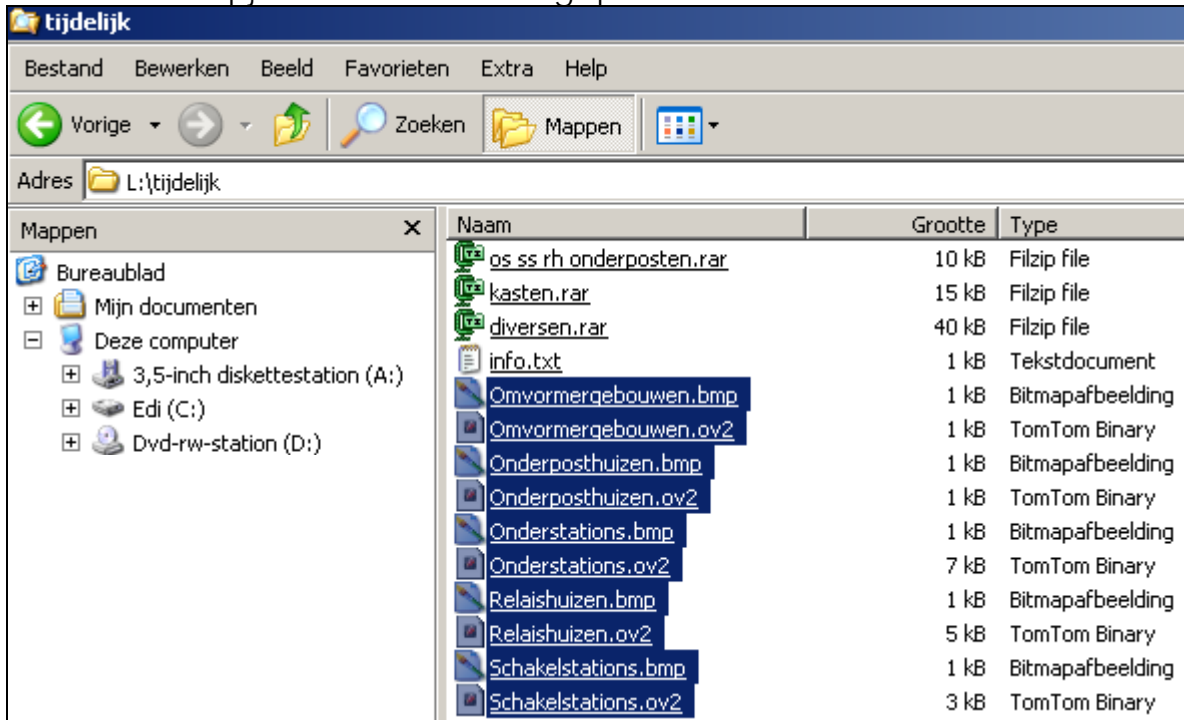 tijdelijk
Bestand Bewerken Beeld Favorieten Extra Help
Vorige Zoeken Mappen
Adres L:\tijdelijk
Mappen x
Bureaublad
Mijn documenten
Deze computer
3,5-inch diskettestation (A:)
Edi (C:)
Dvd-rw-station (D:)
Naam Grootte Type
os ss rh onderposten.rar 10 kB Filzip file
kasten.rar 15 kB Filzip file
diversen.rar 40 kB Filzip file
info.txt 1 kB Tekstdocument
Omvormergebouwen.bmp 1 kB Bitmapafbeelding
Omvormergebouwen.ov2 1 kB TomTom Binary
Onderposthuizen.bmp 1 kB Bitmapafbeelding
Onderposthuizen.ov2 1 kB TomTom Binary
Onderstations.bmp 1 kB Bitmapafbeelding
Onderstations.ov2 7 kB TomTom Binary
Relaishuizen.bmp 1 kB Bitmapafbeelding
Relaishuizen.ov2 5 kB TomTom Binary
Schakelstations.bmp 1 kB Bitmapafbeelding
Schakelstations.ov2 3 kB TomTom Binary